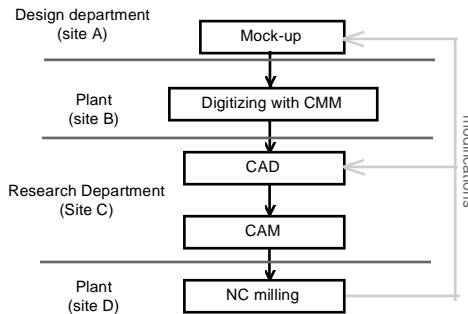 Design department
(site A)
Mock-up
Plant
(site B)
Digitizing with CMM
CAD
Research Department
(Site C)
CAM
Plant
(site D)
NC milling
modifications